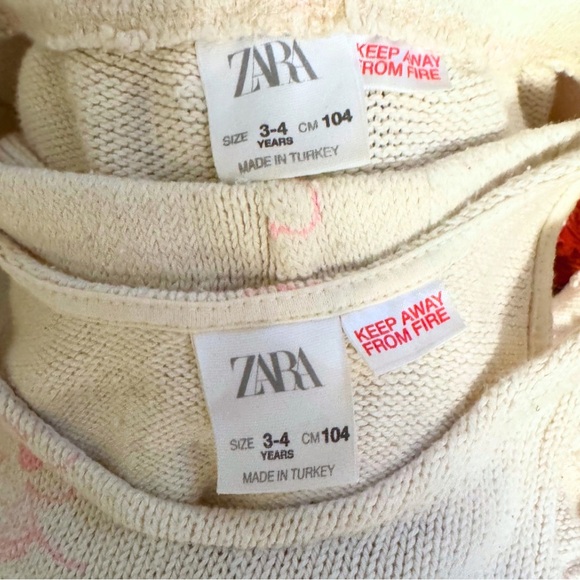 ZARA
KEEP AWAY
FROM FIRE
SIZE 3-4 CM 104
YEARS
MADE IN TURKEY
KEEP AWAY
FROM FIRE
ZARA
SIZE 3-4 CM 104
YEARS
MADE IN TURKEY